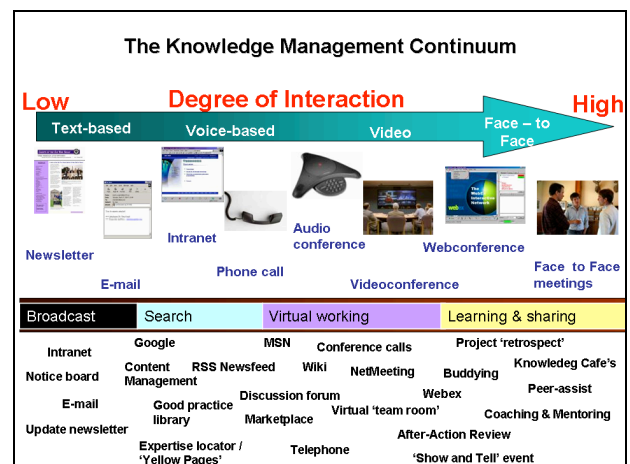 The Knowledge Management Continuum
Low
Degree of Interaction
High
Text-based
Voice-based
Video
Face – to
Face
The
Interactive
Network
web
Newsletter
E-mail
Intranet
Phone call
Audio
conference
Videoconference
Webconference
Face to Face
meetings
Broadcast
Search
Virtual working
Learning & sharing
Intranet
Notice board
E-mail
Update newsletter
Google
Content
Management
RSS Newsfeed
Good practice
library
Expertise locator /
‘Yellow Pages’
MSN
Conference calls
Wiki
NetMeeting
Discussion forum
Marketplace
Virtual ‘team room’
Telephone
Project ‘retrospect’
Knowledeg Cafe’s
Buddying
Peer-assist
Webex
Coaching & Mentoring
After-Action Review
‘Show and Tell’ event